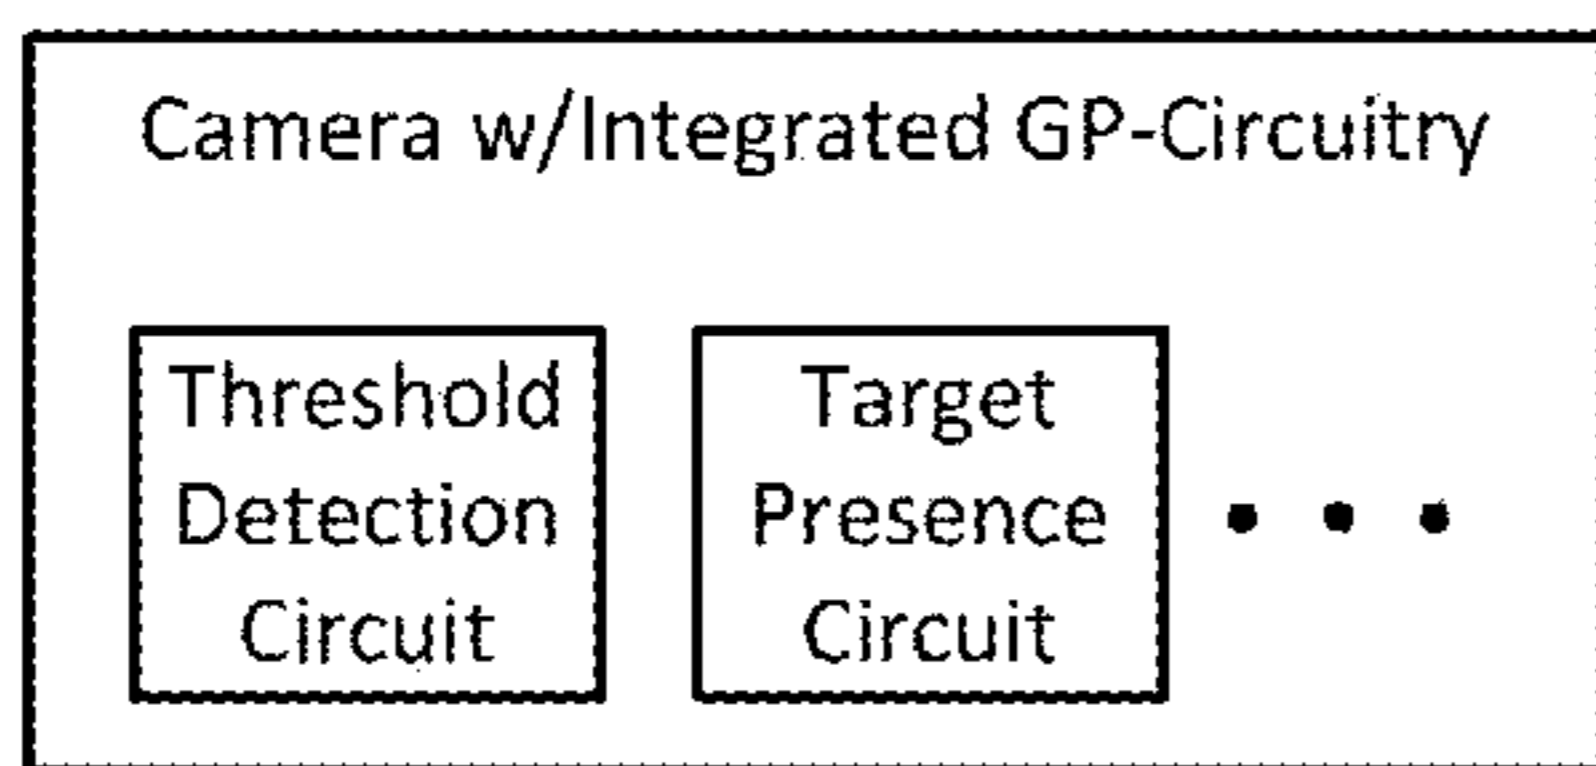 Camera w/Integrated GP-Circuitry
Threshold
Detection
Circuit
Target
Presence
Circuit
• • •